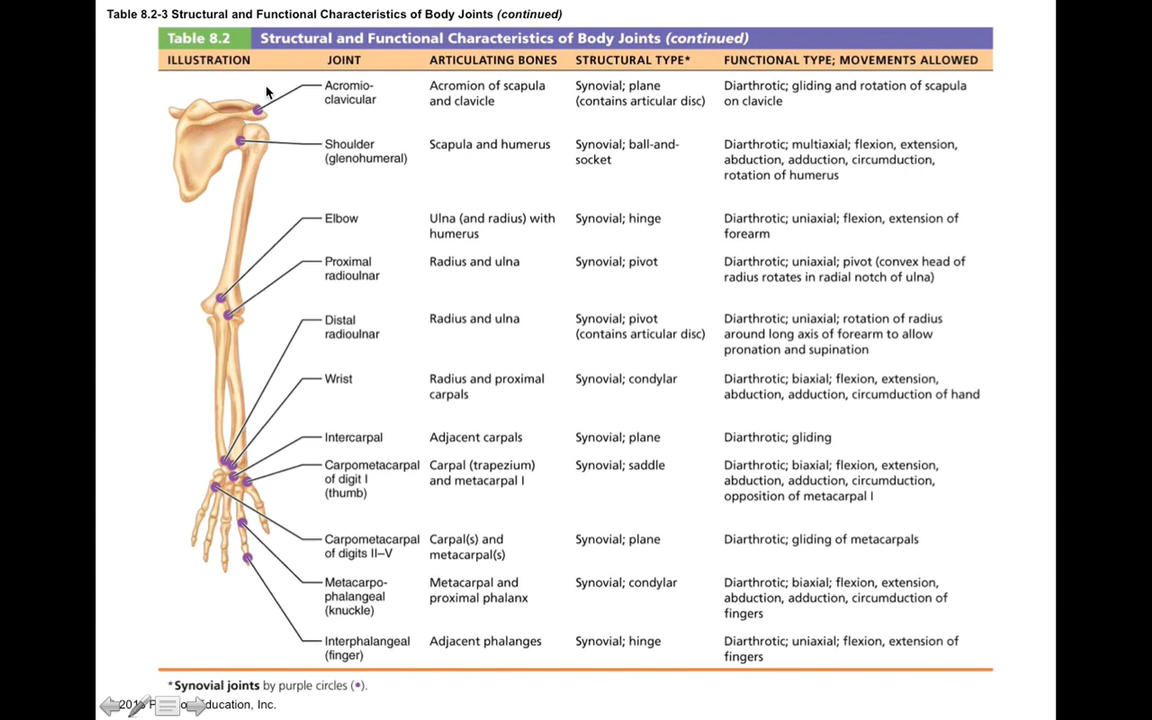 Table 8.2-3 Structural and Functional Characteristics of Body Joints (continued)
Table 8.2 Structural and Functional Characteristics of Body Joints (continued)
ILLUSTRATION JOINT ARTICULATING BONES STRUCTURAL TYPE* FUNCTIONAL TYPE; MOVEMENTS ALLOWED
Acromio- Acromion of scapula Synovial; plane Diarthrotic; gliding and rotation of scapula
clavicular and clavicle (contains articular disc) on clavicle
Shoulder Scapula and humerus Synovial; ball-and- Diarthrotic; multiaxial; flexion, extension,
(glenohumeral) socket abduction, adduction, circumduction,
rotation of humerus
Elbow Ulna (and radius) with Synovial; hinge Diarthrotic; uniaxial; flexion, extension of
humerus forearm
Proximal Radius and ulna Synovial; pivot Diarthrotic; uniaxial; pivot (convex head of
radioulnar radius rotates in radial notch of ulna)
Distal Radius and ulna Synovial; pivot Diarthrotic; uniaxial; rotation of radius
radioulnar (contains articular disc) around long axis of forearm to allow
pronation and supination
Wrist Radius and proximal Synovial; condylar Diarthrotic; biaxial; flexion, extension,
carpals abduction, adduction, circumduction of hand
Intercarpal Adjacent carpals Synovial; plane Diarthrotic; gliding
Carpometacarpal Carpal (trapezium) Synovial; saddle Diarthrotic; biaxial; flexion, extension,
of digit I and metacarpal I abduction, adduction, circumduction,
(thumb) opposition of metacarpal I
Carpometacarpal Carpal(s) and Synovial; plane Diarthrotic; gliding of metacarpals
of digits II–V metacarpal(s)
Metacarpo- Metacarpal and Synovial; condylar Diarthrotic; biaxial; flexion, extension,
phalangeal proximal phalanx abduction, adduction, circumduction of
(knuckle) fingers
Interphalangeal Adjacent phalanges Synovial; hinge Diarthrotic; uniaxial; flexion, extension of
(finger) fingers
*Synovial joints by purple circles (•).
Inc.